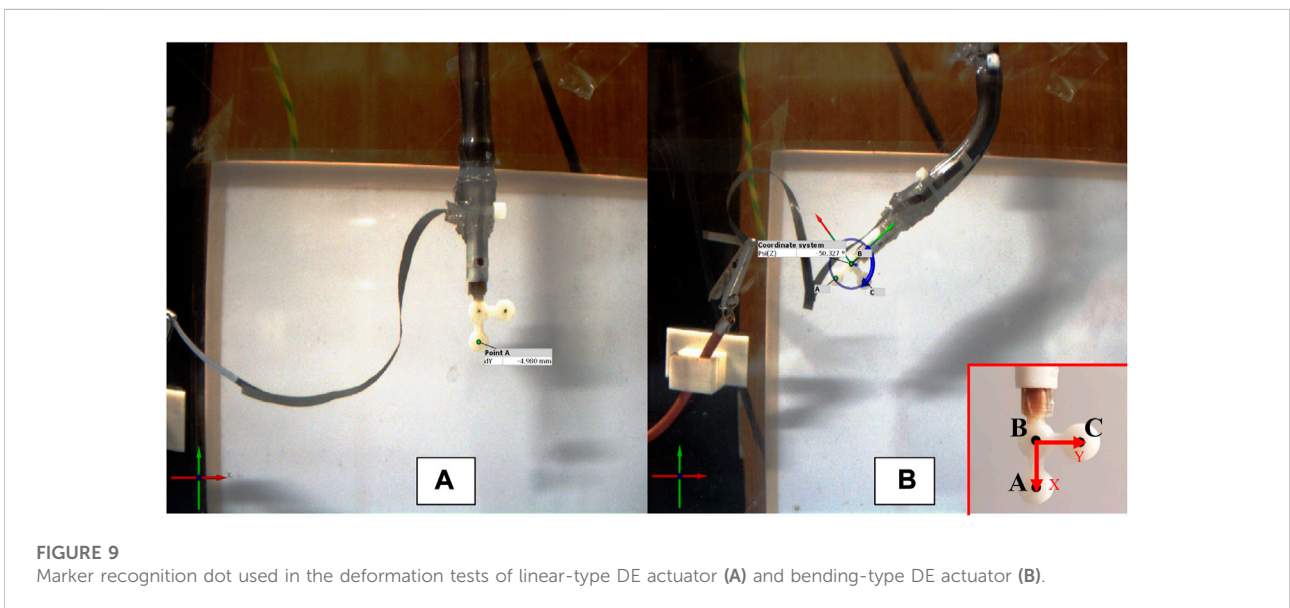 Point A
dY -4.980 mm
X
A
Coordinate system
Psi(Z) -50.327 °
B
A
C
B
B C
Y
A X
FIGURE 9
Marker recognition dot used in the deformation tests of linear-type DE actuator (A) and bending-type DE actuator (B).